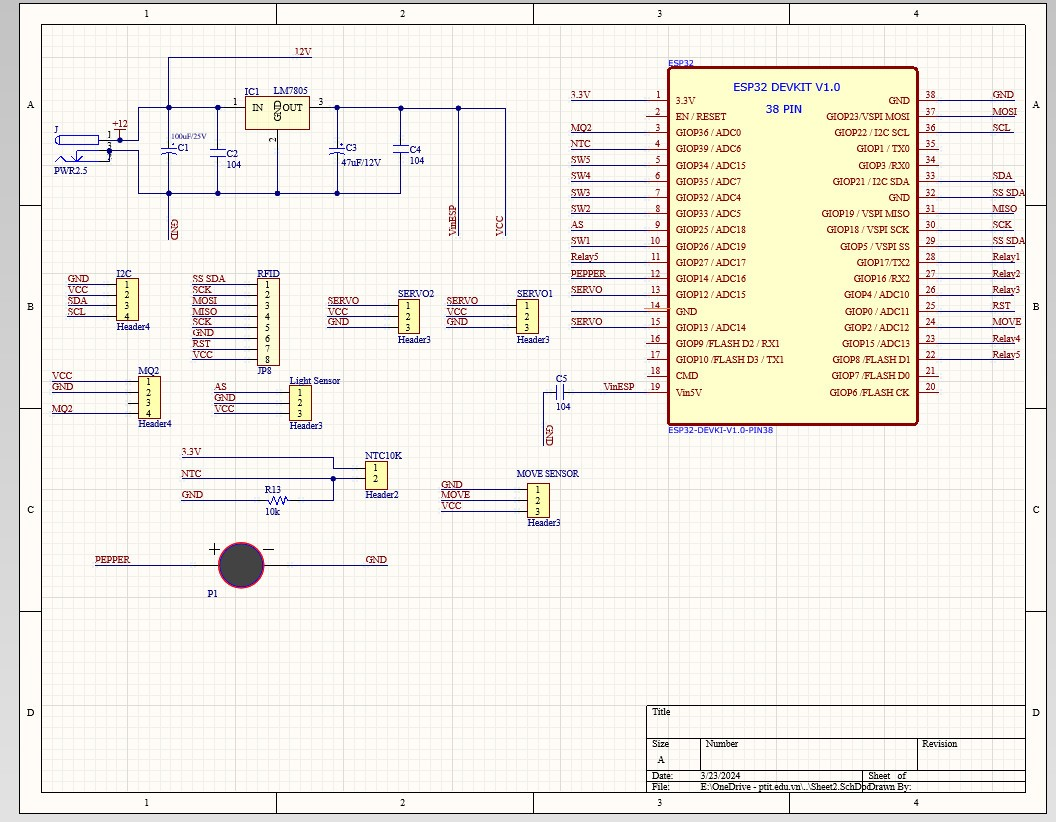 1 2 3 4
A A
B B
C C
D D
12V
IC1 LM7805
1 IN GND OUT 3
2
+12
J
1
3
2
PWR2.5
100uF/25V
C1
C2
104
C3
47uF/12V
C4
104
GND
VinESP
VCC
ESP32
ESP32 DEVKIT V1.0
38 PIN
3.3V 1 3.3V
2 EN / RESET
MQ2 3 GIOP36 / ADC0
NTC 4 GIOP39 / ADC6
SW5 5 GIOP34 / ADC15
SW4 6 GIOP35 / ADC7
SW3 7 GIOP32 / ADC4
SW2 8 GIOP33 / ADC5
AS 9 GIOP25 / ADC18
SW1 10 GIOP26 / ADC19
Relay5 11 GIOP27 / ADC17
PEPPER 12 GIOP14 / ADC16
SERVO 13 GIOP12 / ADC15
14 GND
SERVO 15 GIOP13 / ADC14
16 GIOP9 /FLASH D2 / RX1
17 GIOP10 /FLASH D3 / TX1
18 CMD
VinESP 19 Vin5V
GND 38 GND
GIOP23/VSPI MOSI 37 MOSI
GIOP22 / I2C SCL 36 SCL
GIOP1 / TX0 35
GIOP3 /RX0 34
GIOP21 / I2C SDA 33 SDA
GND 32 SS SDA
GIOP19 / VSPI MISO 31 MISO
GIOP18 / VSPI SCK 30 SCK
GIOP5 / VSPI SS 29 SS SDA
GIOP17/TX2 28 Relay1
GIOP16 /RX2 27 Relay2
GIOP4 / ADC10 26 Relay3
GIOP0 / ADC11 25 RST
GIOP2 / ADC12 24 MOVE
GIOP15 /ADC13 23 Relay4
GIOP8 /FLASH D1 22 Relay5
GIOP7 /FLASH D0 21
GIOP6 /FLASH CK 20
ESP32-DEVKI-V1.0-PIN38
C5
104
GND
I2C
GND 1
VCC 2
SDA 3
SCL 4
Header4
RFID
SS SDA 1
SCK 2
MOSI 3
MISO 4
SCK 5
GND 6
RST 7
VCC 8
JP8
SERVO2
SERVO 1
VCC 2
GND 3
Header3
SERVO1
SERVO 1
VCC 2
GND 3
Header3
MQ2
VCC 1
GND 2
3
MQ2 4
Header4
Light Sensor
AS 1
GND 2
VCC 3
Header3
NTC10K
3.3V 1
NTC 2
Header2
GND R13
10k
MOVE SENSOR
GND 1
MOVE 2
VCC 3
Header3
PEPPER + − GND
P1
Title
Size Number Revision
A
Date: 3/23/2024 Sheet of
File: E:\OneDrive - ptit.edu.vn\..\Sheet2.SchDoc Drawn By:
1 2 3 4